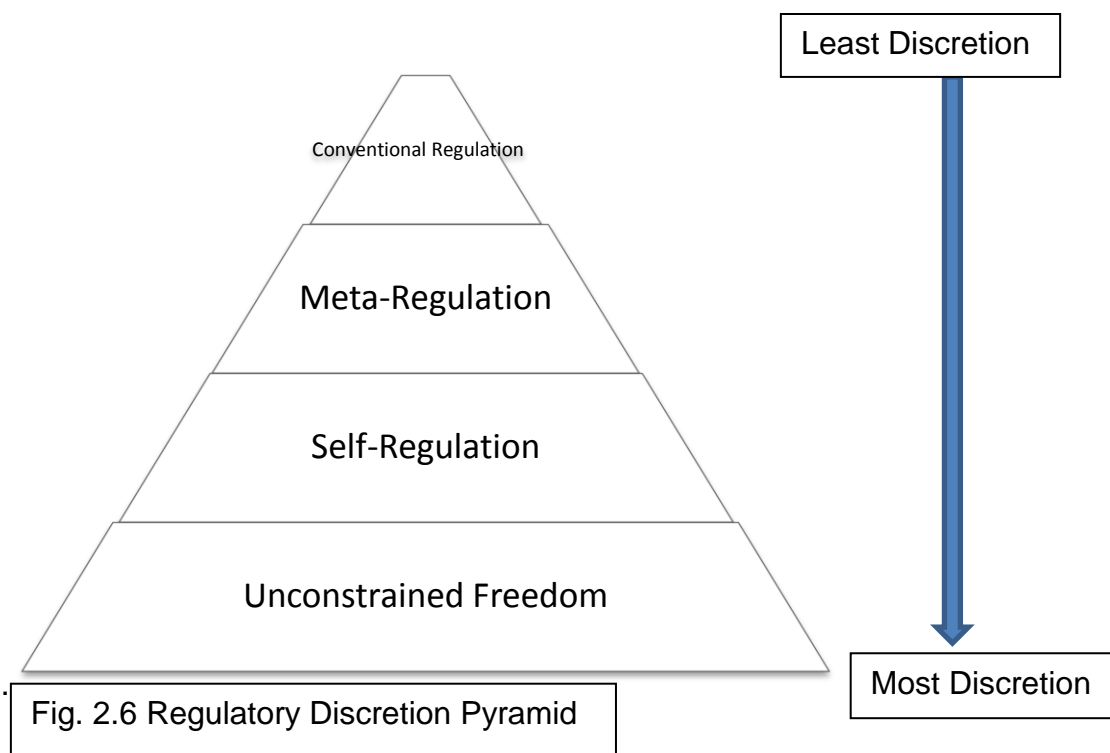 Least Discretion
Conventional Regulation
Meta-Regulation
Self-Regulation
Unconstrained Freedom
Most Discretion
.
Fig. 2.6 Regulatory Discretion Pyramid